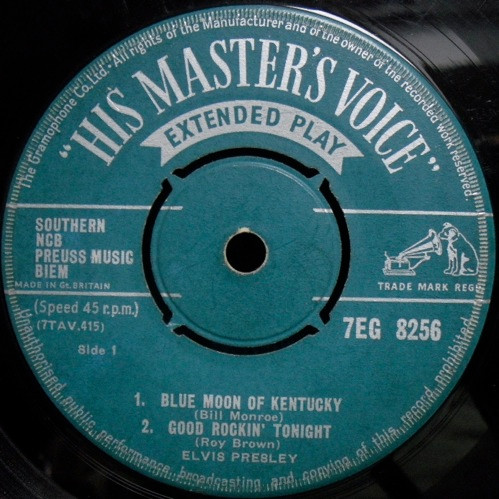 The Gramophone Co. Ltd. All rights of the Manufacturer and of the owner of the recorded work reserved
"HIS MASTER'S VOICE"
EXTENDED PLAY
SOUTHERN
NCB
PREUSS MUSIC
BIEM
MADE IN GT. BRITAIN
TRADE MARK REGD
(Speed 45 r.p.m.)
(7TAV.415)
7EG 8256
Side 1
1. BLUE MOON OF KENTUCKY
(Bill Monroe)
2. GOOD ROCKIN' TONIGHT
(Roy Brown)
ELVIS PRESLEY
Unauthorised public performance broadcasting and copying of this record prohibited